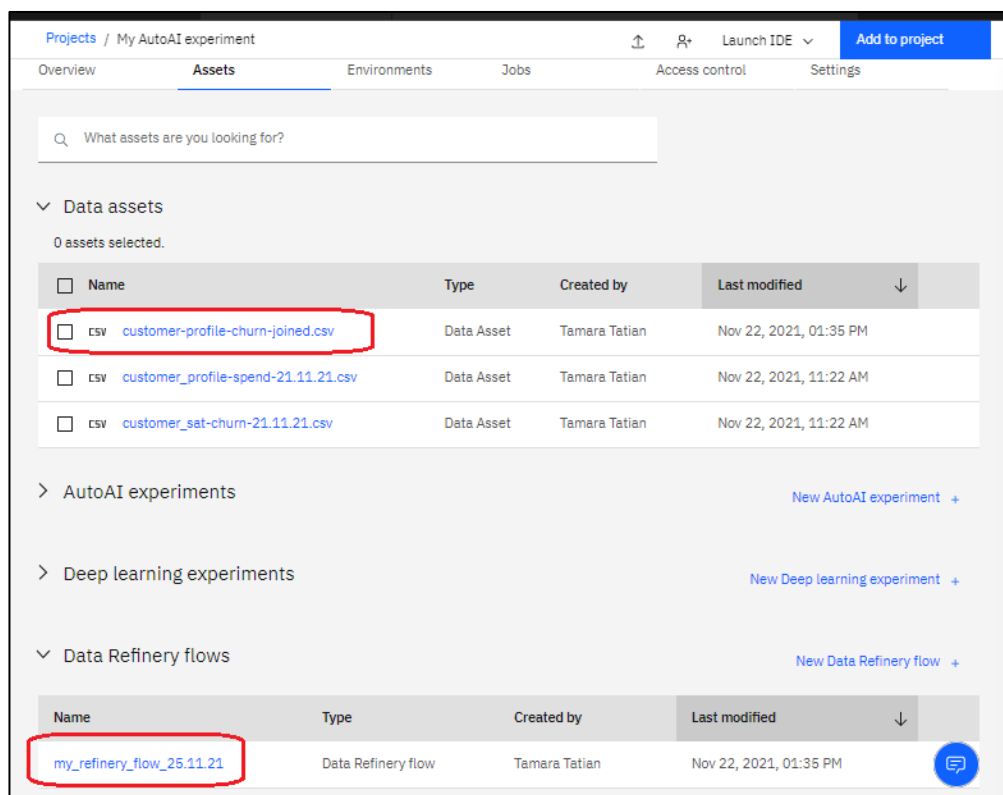 Projects / My AutoAI experiment Launch IDE Add to project
Overview Assets Environments Jobs Access control Settings
What assets are you looking for?
Data assets
0 assets selected.
Name Type Created by Last modified
CSV customer-profile-churn-joined.csv Data Asset Tamara Tatian Nov 22, 2021, 01:35 PM
CSV customer_profile-spend-21.11.21.csv Data Asset Tamara Tatian Nov 22, 2021, 11:22 AM
CSV customer_sat-churn-21.11.21.csv Data Asset Tamara Tatian Nov 22, 2021, 11:22 AM
AutoAI experiments New AutoAI experiment +
Deep learning experiments New Deep learning experiment +
Data Refinery flows New Data Refinery flow +
Name Type Created by Last modified
my_refinery_flow_25.11.21 Data Refinery flow Tamara Tatian Nov 22, 2021, 01:35 PM